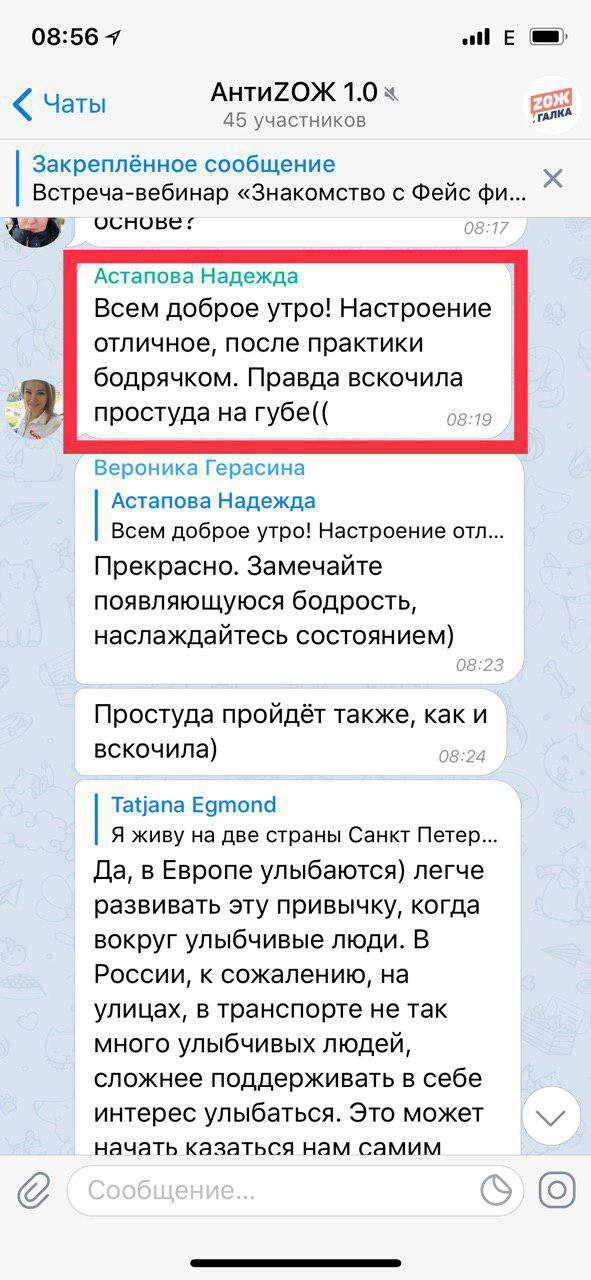 08:56
E
Чаты
АнтиZОЖ 1.0
45 участников
ZОЖ
ГАЛКА
Закреплённое сообщение
Встреча-вебинар «Знакомство с Фейс фи...
основе?
08:17
Астапова Надежда
Всем доброе утро! Настроение
отличное, после практики
бодрячком. Правда вскочила
простуда на губе((
08:19
Вероника Герасина
Астапова Надежда
Всем доброе утро! Настроение отл...
Прекрасно. Замечайте
появляющуюся бодрость,
наслаждайтесь состоянием)
08:23
Простуда пройдёт также, как и
вскочила)
08:24
Tatjana Egmond
Я живу на две страны Санкт Петер...
Да, в Европе улыбаются) легче
развивать эту привычку, когда
вокруг улыбчивые люди. В
России, к сожалению, на
улицах, в транспорте не так
много улыбчивых людей,
сложнее поддерживать в себе
интерес улыбаться. Это может
начать казаться нам самим
Сообщение...